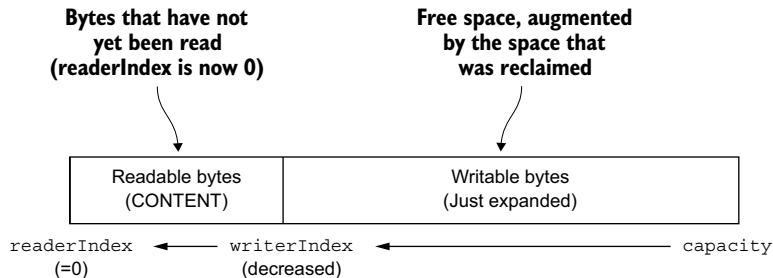 Bytes that have not
yet been read
(readerIndex is now 0)
Free space, augmented
by the space that
was reclaimed
Readable bytes
(CONTENT)
Writable bytes
(Just expanded)
readerIndex
(=0)
writerIndex
(decreased)
capacity